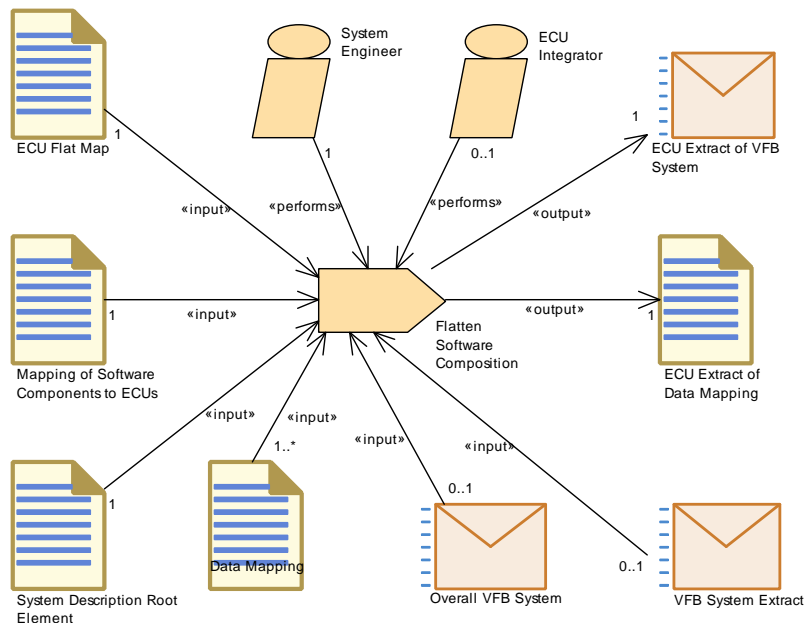 System
Engineer
ECU
Integrator
1
ECU Flat Map
1
0..1
1
ECU Extract of VFB
System
«input»
«performs»
«performs»
«output»
1
«input»
Flatten
Software
Composition
«output»
1
Mapping of Software
Components to ECUs
ECU Extract of
Data Mapping
«input»
«input»
«input»
«input»
1
1..*
0..1
0..1
Data Mapping
System Description Root
Element
Overall VFB System
VFB System Extract